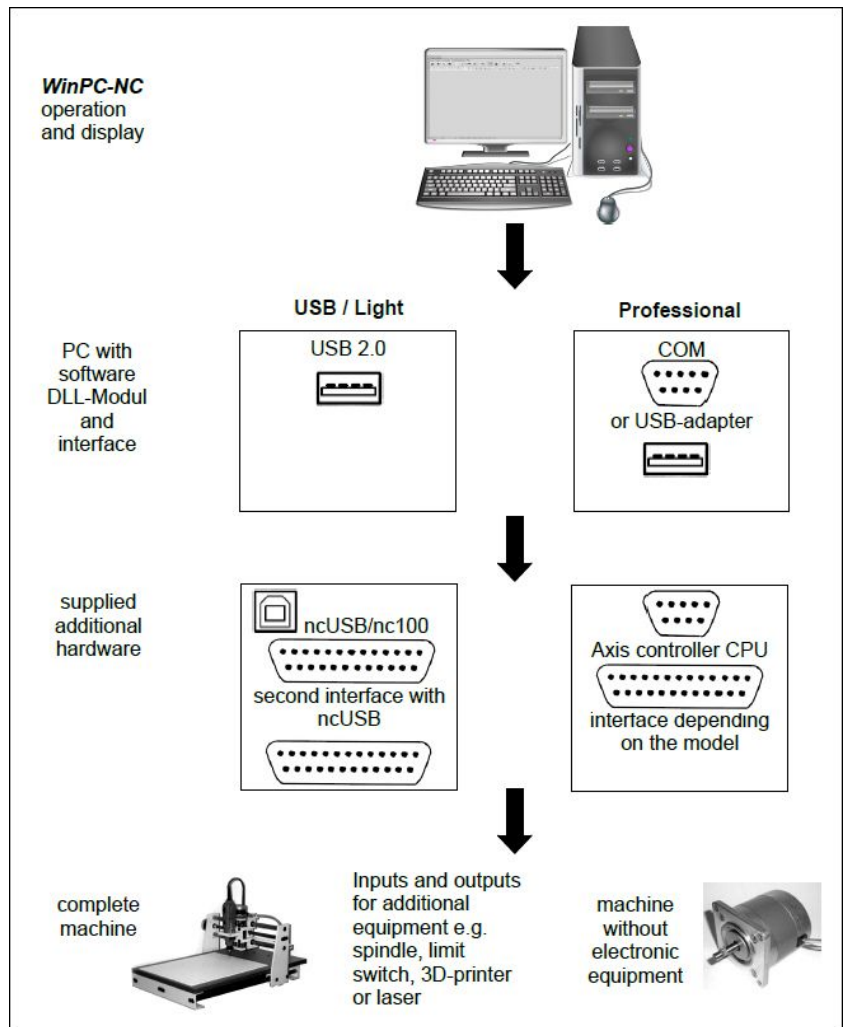 WinPC-NC
operation
and display
USB / Light
Professional
PC with
software
DLL-Modul
and
interface
USB 2.0
COM
or USB-adapter
supplied
additional
hardware
ncUSB/nc100
second interface with
ncUSB
Axis controller CPU
interface depending
on the model
complete
machine
Inputs and outputs
for additional
equipment e.g.
spindle, limit
switch, 3D-printer
or laser
machine
without
electronic
equipment